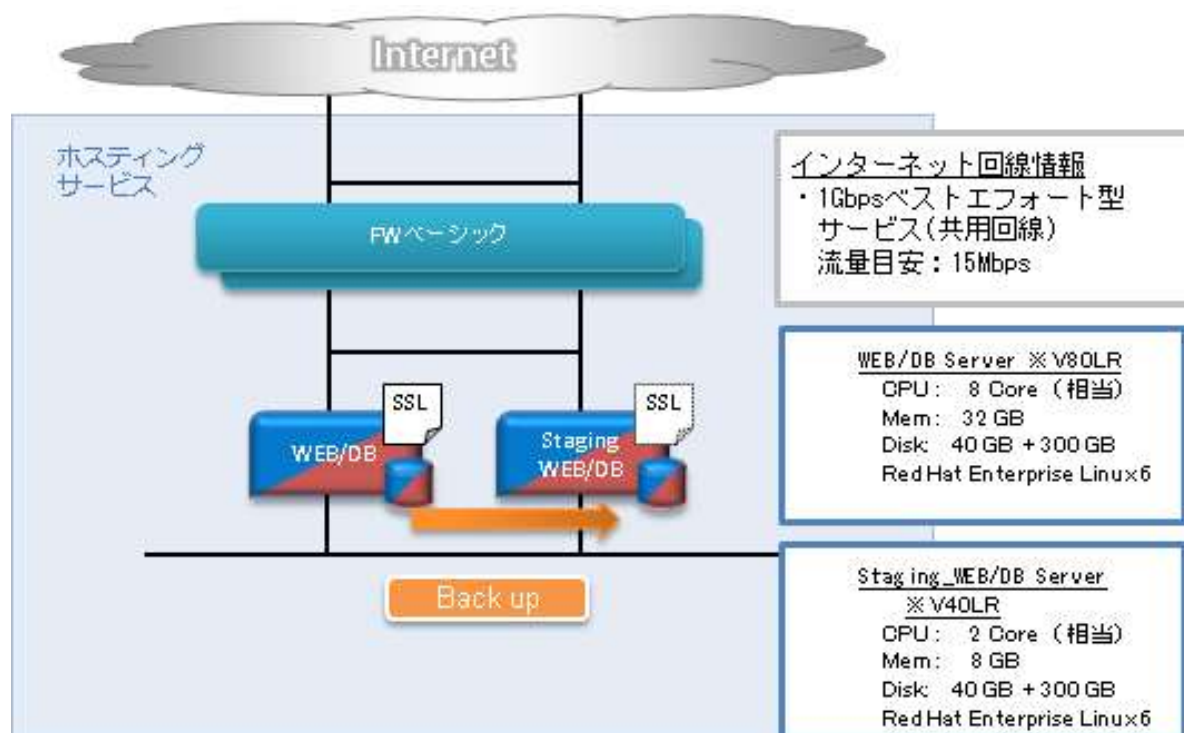 Internet
ホスティング
サービス
FWベーシック
SSL
WEB/DB
SSL
Staging
WEB/DB
Back up
インターネット回線情報
・1Gbpsベストエフォート型
サービス(共用回線)
流量目安：15Mbps
WEB/DB Server ※V80LR
CPU: 8 Core (相当)
Mem: 32 GB
Disk: 40 GB + 300 GB
Red Hat Enterprise Linux6
Staging_WEB/DB Server
※V40LR
CPU: 2 Core (相当)
Mem: 8 GB
Disk: 40 GB + 300 GB
Red Hat Enterprise Linux6